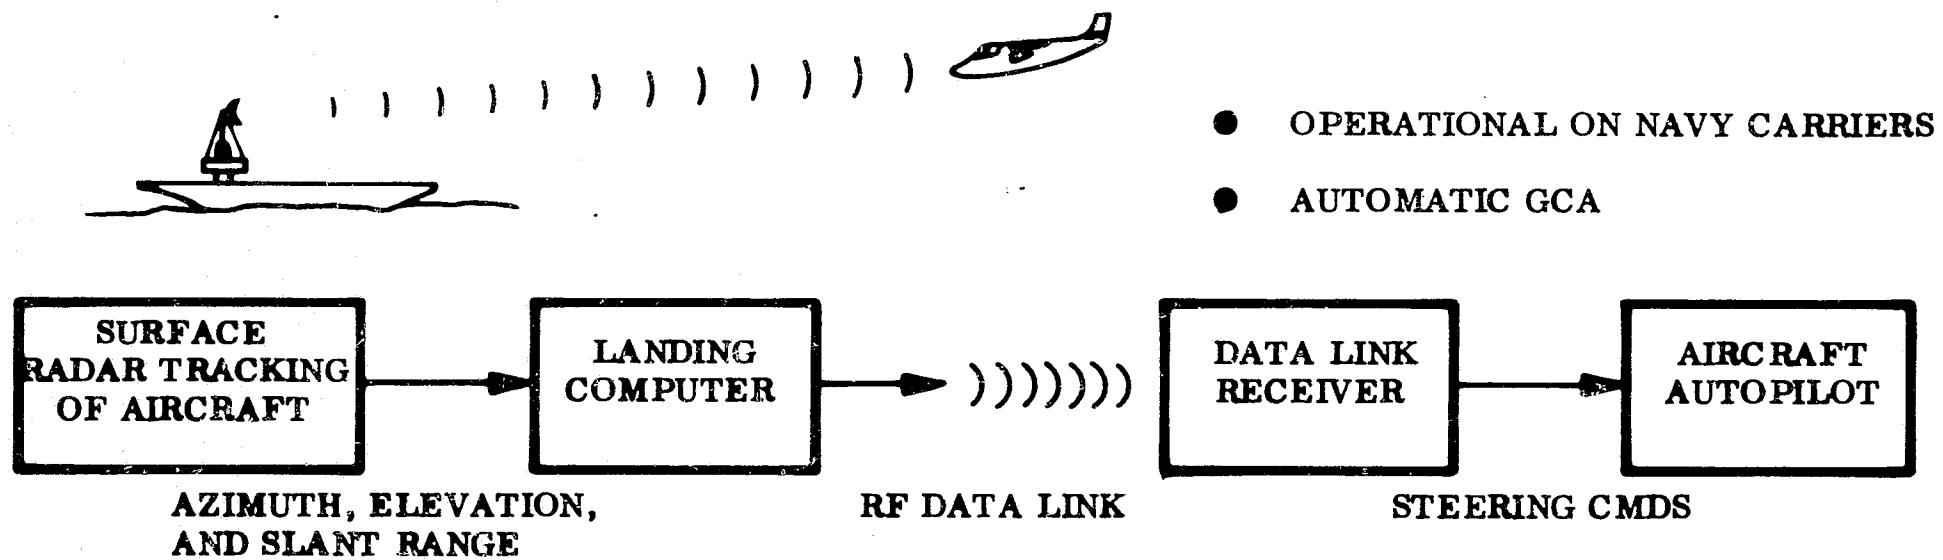 ● OPERATIONAL ON NAVY CARRIERS
● AUTOMATIC GCA
SURFACE
RADAR TRACKING
OF AIRCRAFT
LANDING
COMPUTER
DATA LINK
RECEIVER
AIRCRAFT
AUTOPILOT
AZIMUTH, ELEVATION,
AND SLANT RANGE
RF DATA LINK
STEERING CMDS